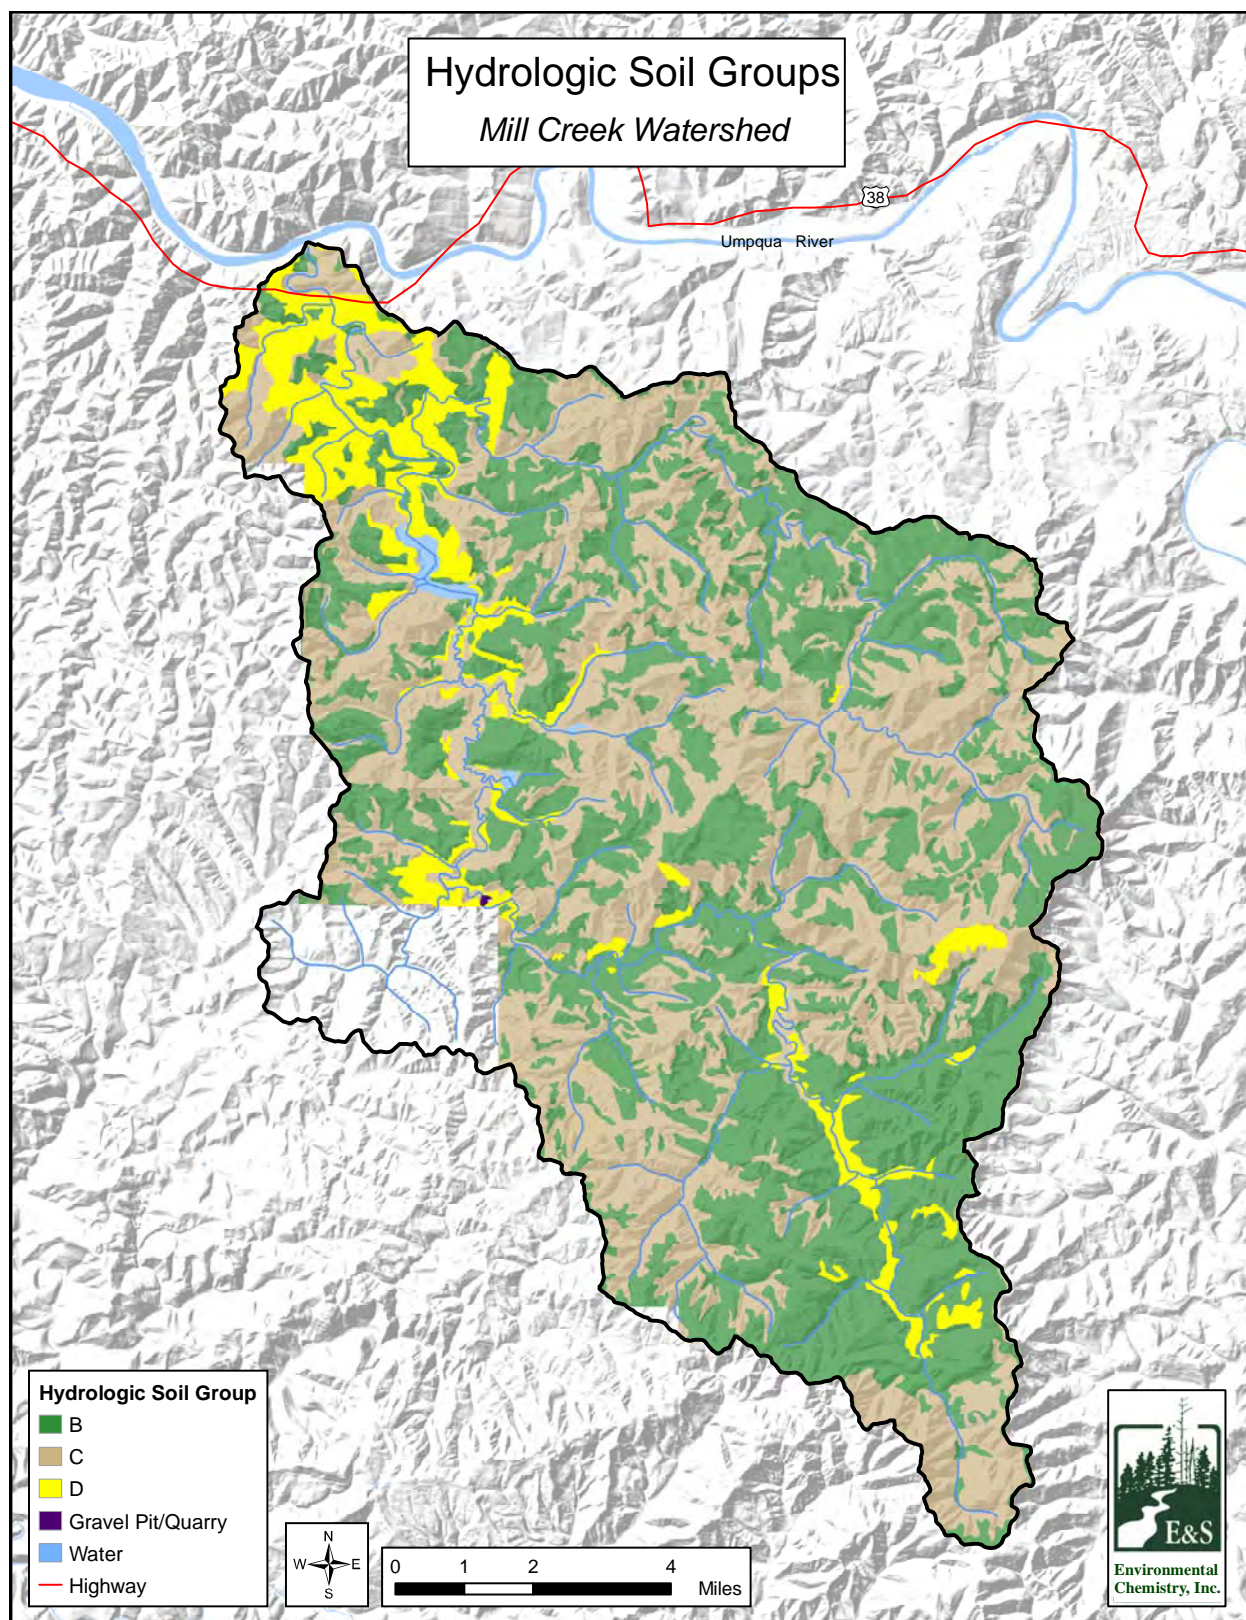 Hydrologic Soil Groups
Mill Creek Watershed
38
Umpqua River
Hydrologic Soil Group
B
C
D
Gravel Pit/Quarry
Water
Highway
N
W E
S
0 1 2 4
Miles
E&S
Environmental
Chemistry, Inc.